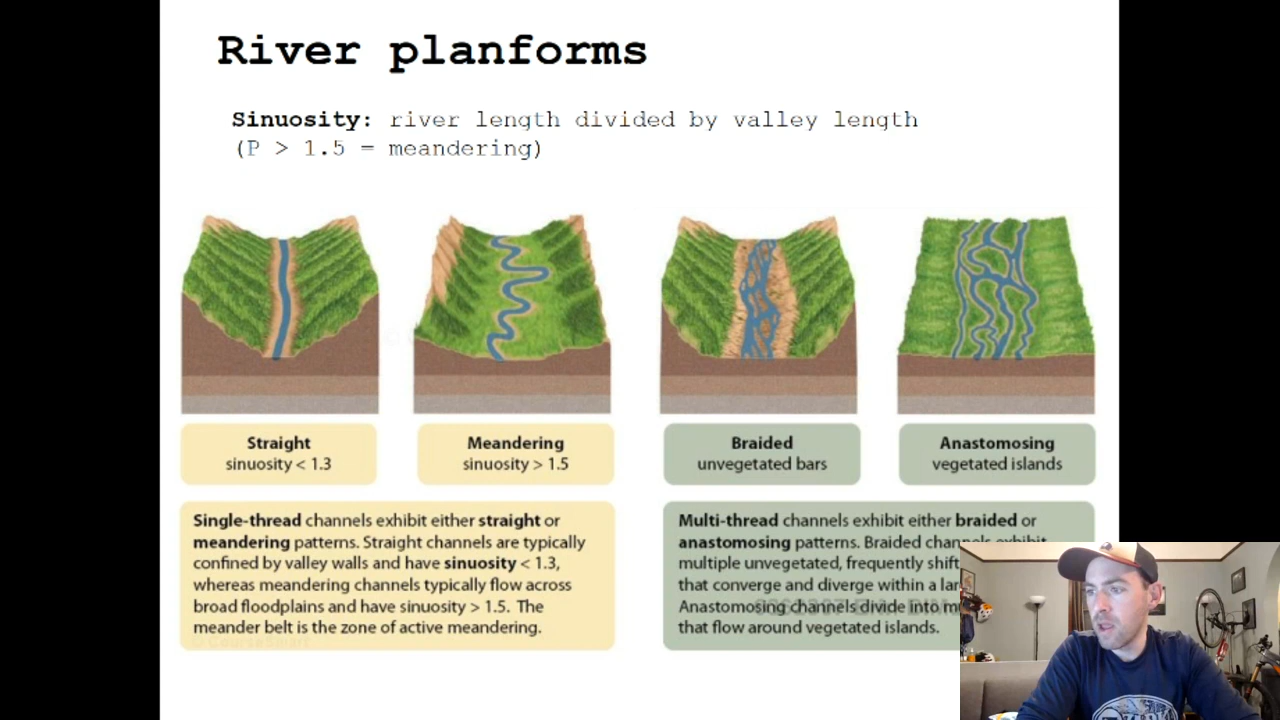 River planforms
Sinuosity: river length divided by valley length
(P > 1.5 = meandering)
Straight
sinuosity < 1.3
Meandering
sinuosity > 1.5
Braided
unvegetated bars
Anastomosing
vegetated islands
Single-thread channels exhibit either straight or
meandering patterns. Straight channels are typically
confined by valley walls and have sinuosity < 1.3,
whereas meandering channels typically flow across
broad floodplains and have sinuosity > 1.5. The
meander belt is the zone of active meandering.
Multi-thread channels exhibit either braided or
anastomosing patterns. Braided channels exhibit
multiple unvegetated, frequently shift
that converge and diverge within a lar
Anastomosing channels divide into m
that flow around vegetated islands.